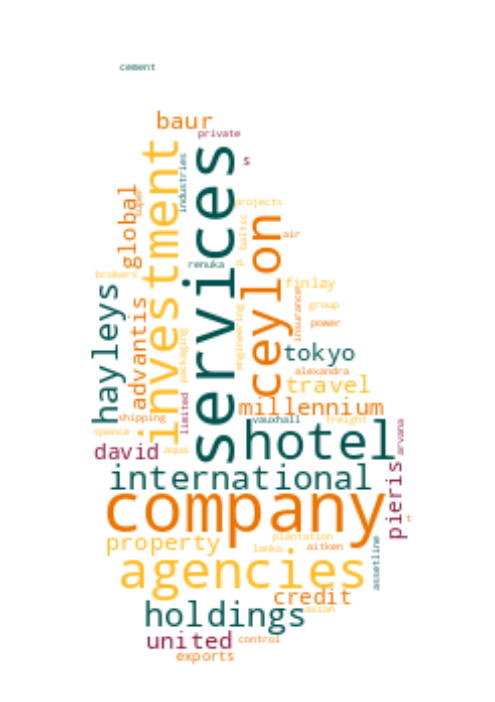 cement
baur
private
s
services
investment
industries
global
projects
baltic
ceylon
air
renuka
p
brokers
hayleys
advantis
finlay
insurance
group
power
engineering
packaging
tokyo
alexandra
travel
limited
millennium
shipping
vauxhall
freight
hotel
arvana
spence
david
aqua
international
pieris
company
property
plantation
lanka
aitken
assetline
agencies
credit
holdings
united
control
exports